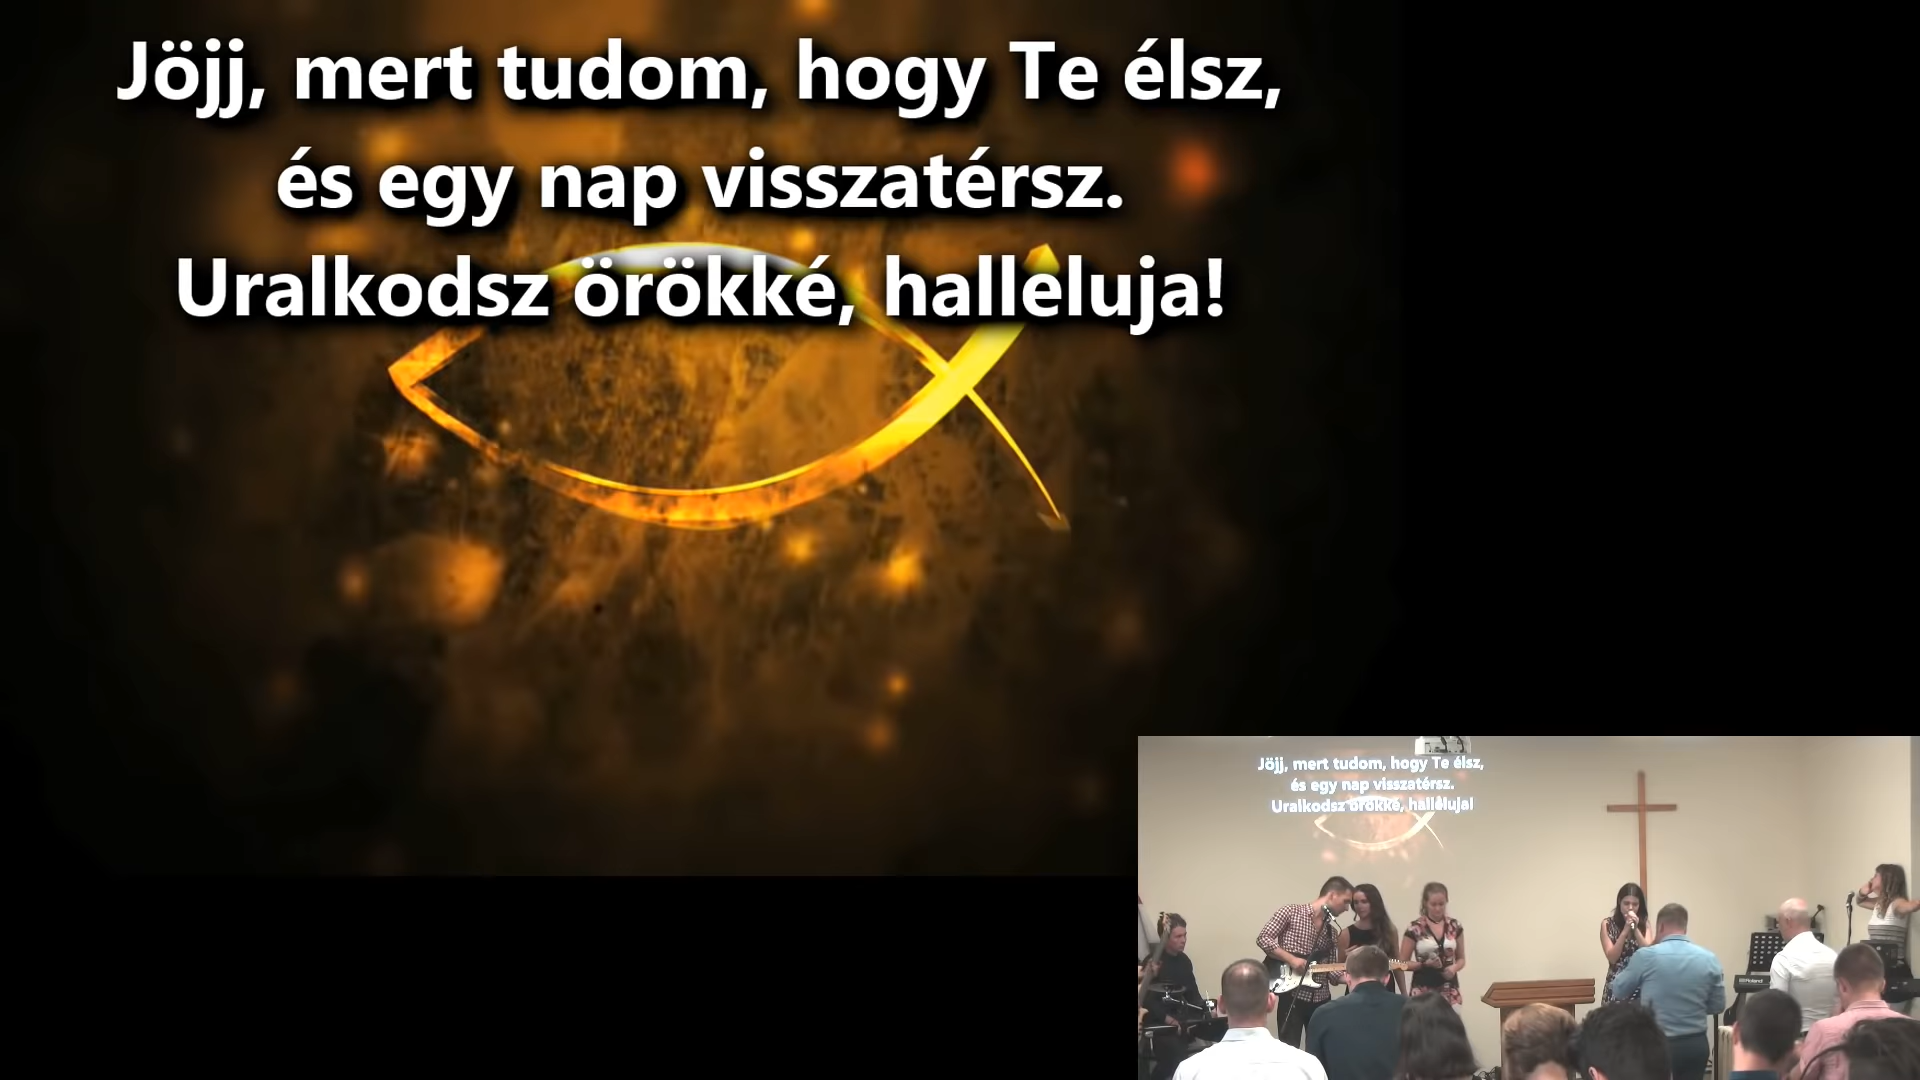 Jöjj, mert tudom, hogy Te élsz,
és egy nap visszatérsz.
Uralkodsz örökké, halleluja!
Jöjj, mert tudom, hogy Te élsz,
és egy nap visszatérsz.
Uralkodsz örökké, halleluja!
Roland